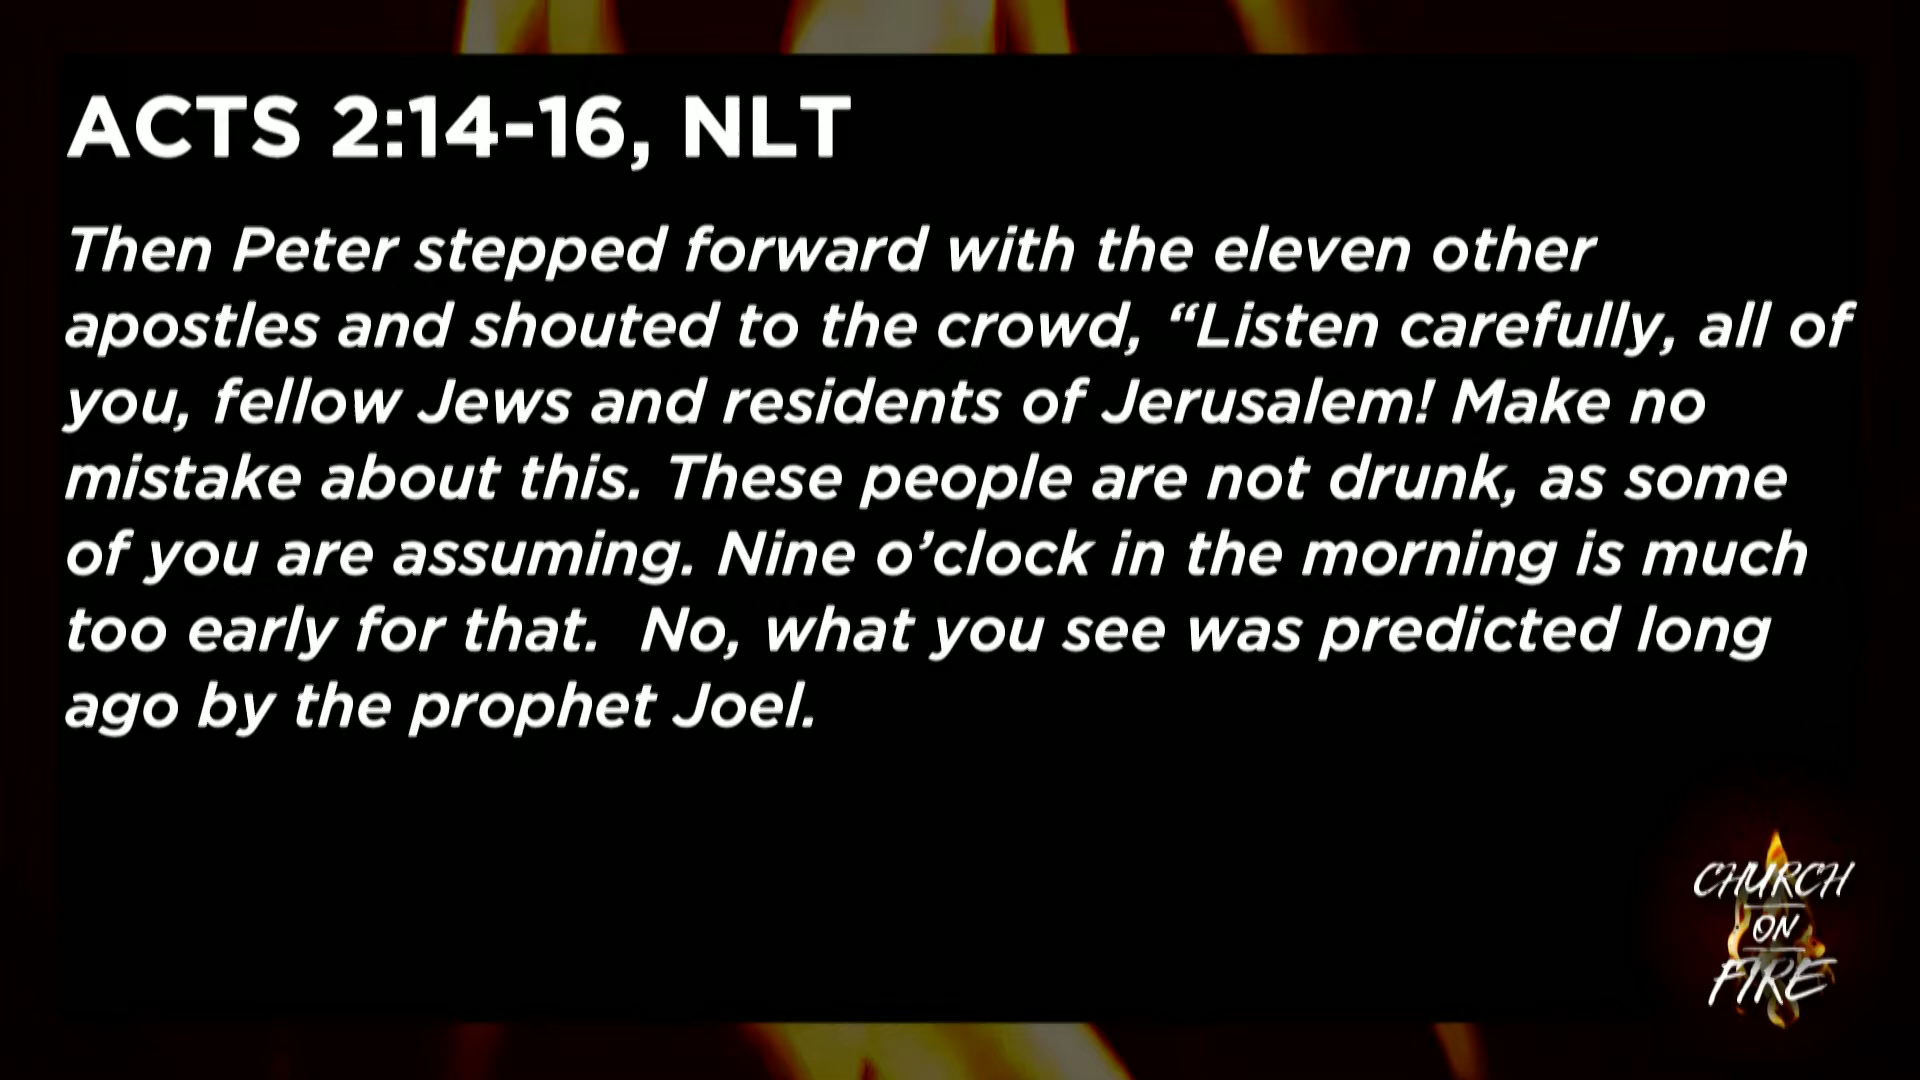 ACTS 2:14-16, NLT
Then Peter stepped forward with the eleven other
apostles and shouted to the crowd, “Listen carefully, all of
you, fellow Jews and residents of Jerusalem! Make no
mistake about this. These people are not drunk, as some
of you are assuming. Nine o’clock in the morning is much
too early for that.  No, what you see was predicted long
ago by the prophet Joel.
CHURCH
ON
FIRE